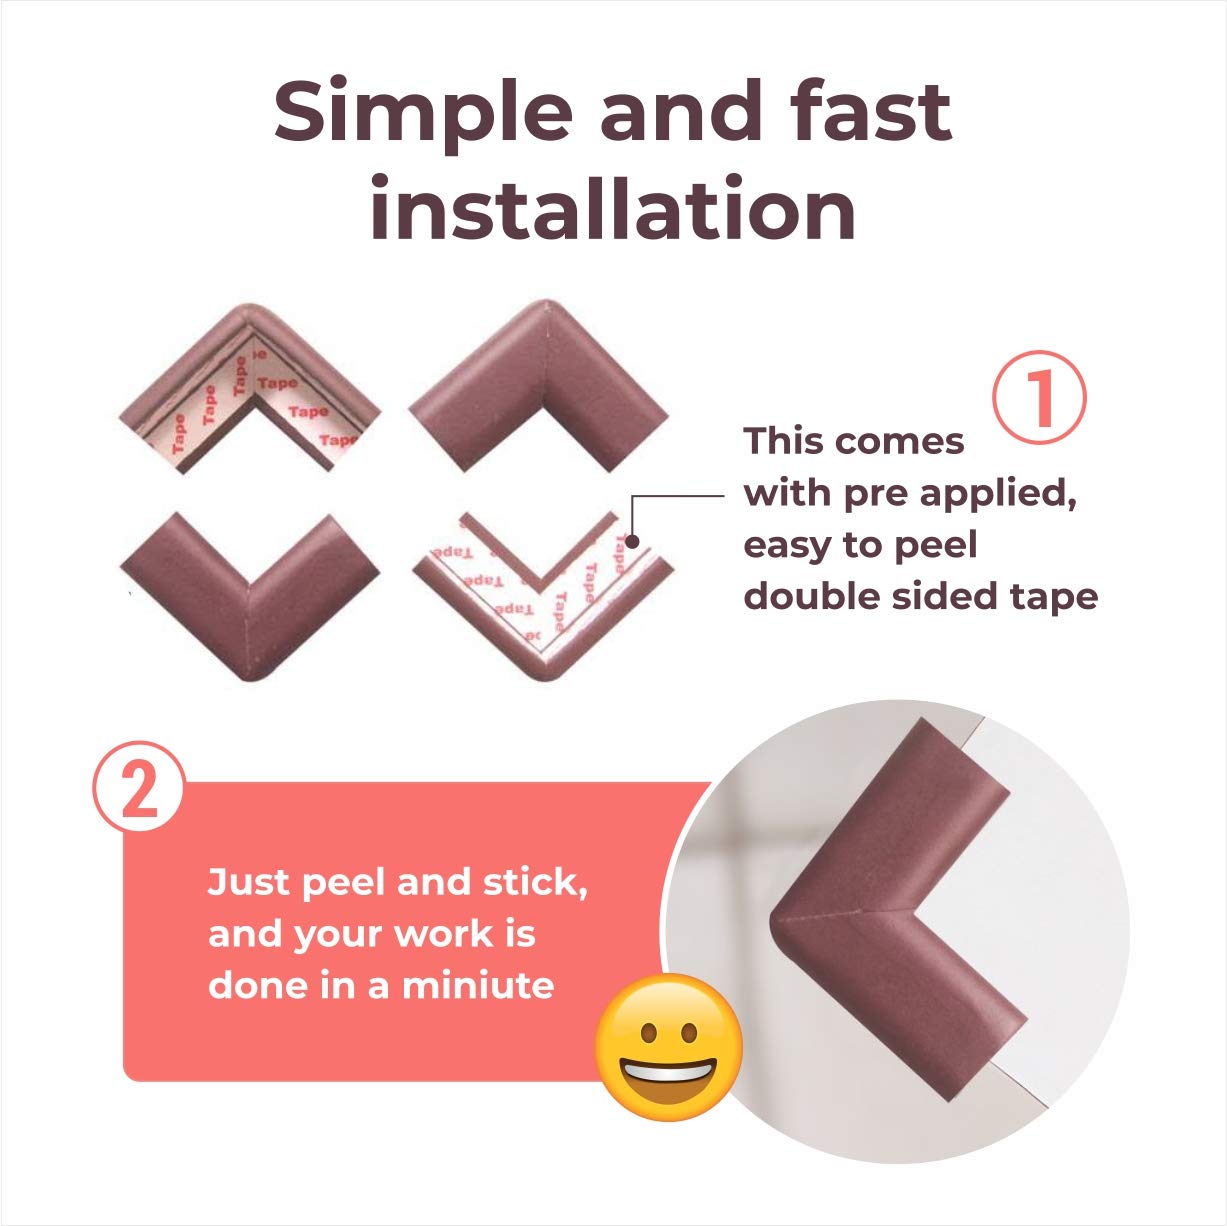 Simple and fast
installation
1
This comes
with pre applied,
easy to peel
double sided tape
Tape
Tape
Tape
Tape
Tape
Tape
pe
Tape
Tape
Tape
Tape
Tape
Tape
2
Just peel and stick,
and your work is
done in a miniute